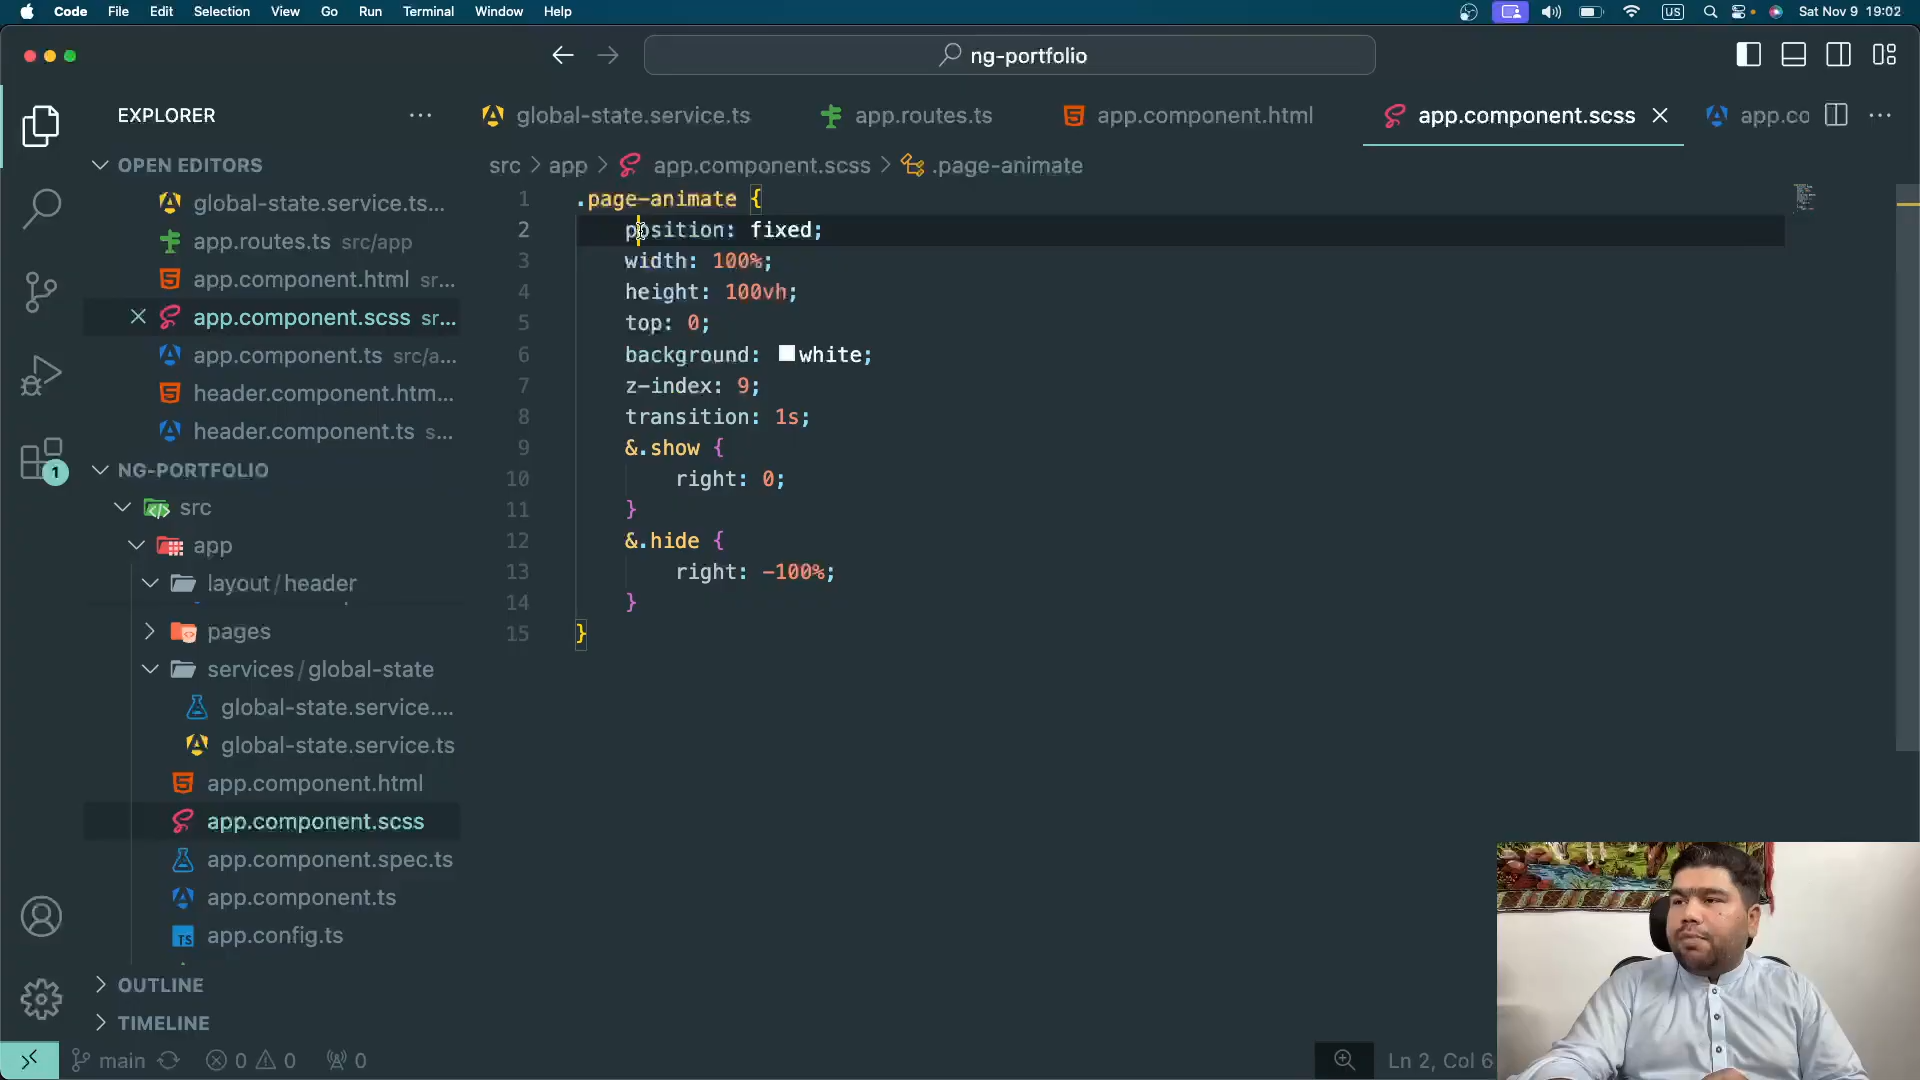 Code File Edit Selection View Go Run Terminal Window Help US Sat Nov 9 19:02
ng-portfolio
EXPLORER
global-state.service.ts app.routes.ts app.component.html app.component.scss app.co
OPEN EDITORS
src > app > app.component.scss > .page-animate
global-state.service.ts...
app.routes.ts src/app
app.component.html sr...
app.component.scss sr...
app.component.ts src/a...
header.component.htm...
header.component.ts s...
NG-PORTFOLIO
src
app
layout/header
pages
services/global-state
global-state.service....
global-state.service.ts
app.component.html
app.component.scss
app.component.spec.ts
app.component.ts
TS app.config.ts
OUTLINE
TIMELINE
1 .page-animate {
2 position: fixed;
3 width: 100%;
4 height: 100vh;
5 top: 0;
6 background: white;
7 z-index: 9;
8 transition: 1s;
9 &.show {
10 right: 0;
11 }
12 &.hide {
13 right: -100%;
14 }
15 }
1
main 0 0 0
Ln 2, Col 6